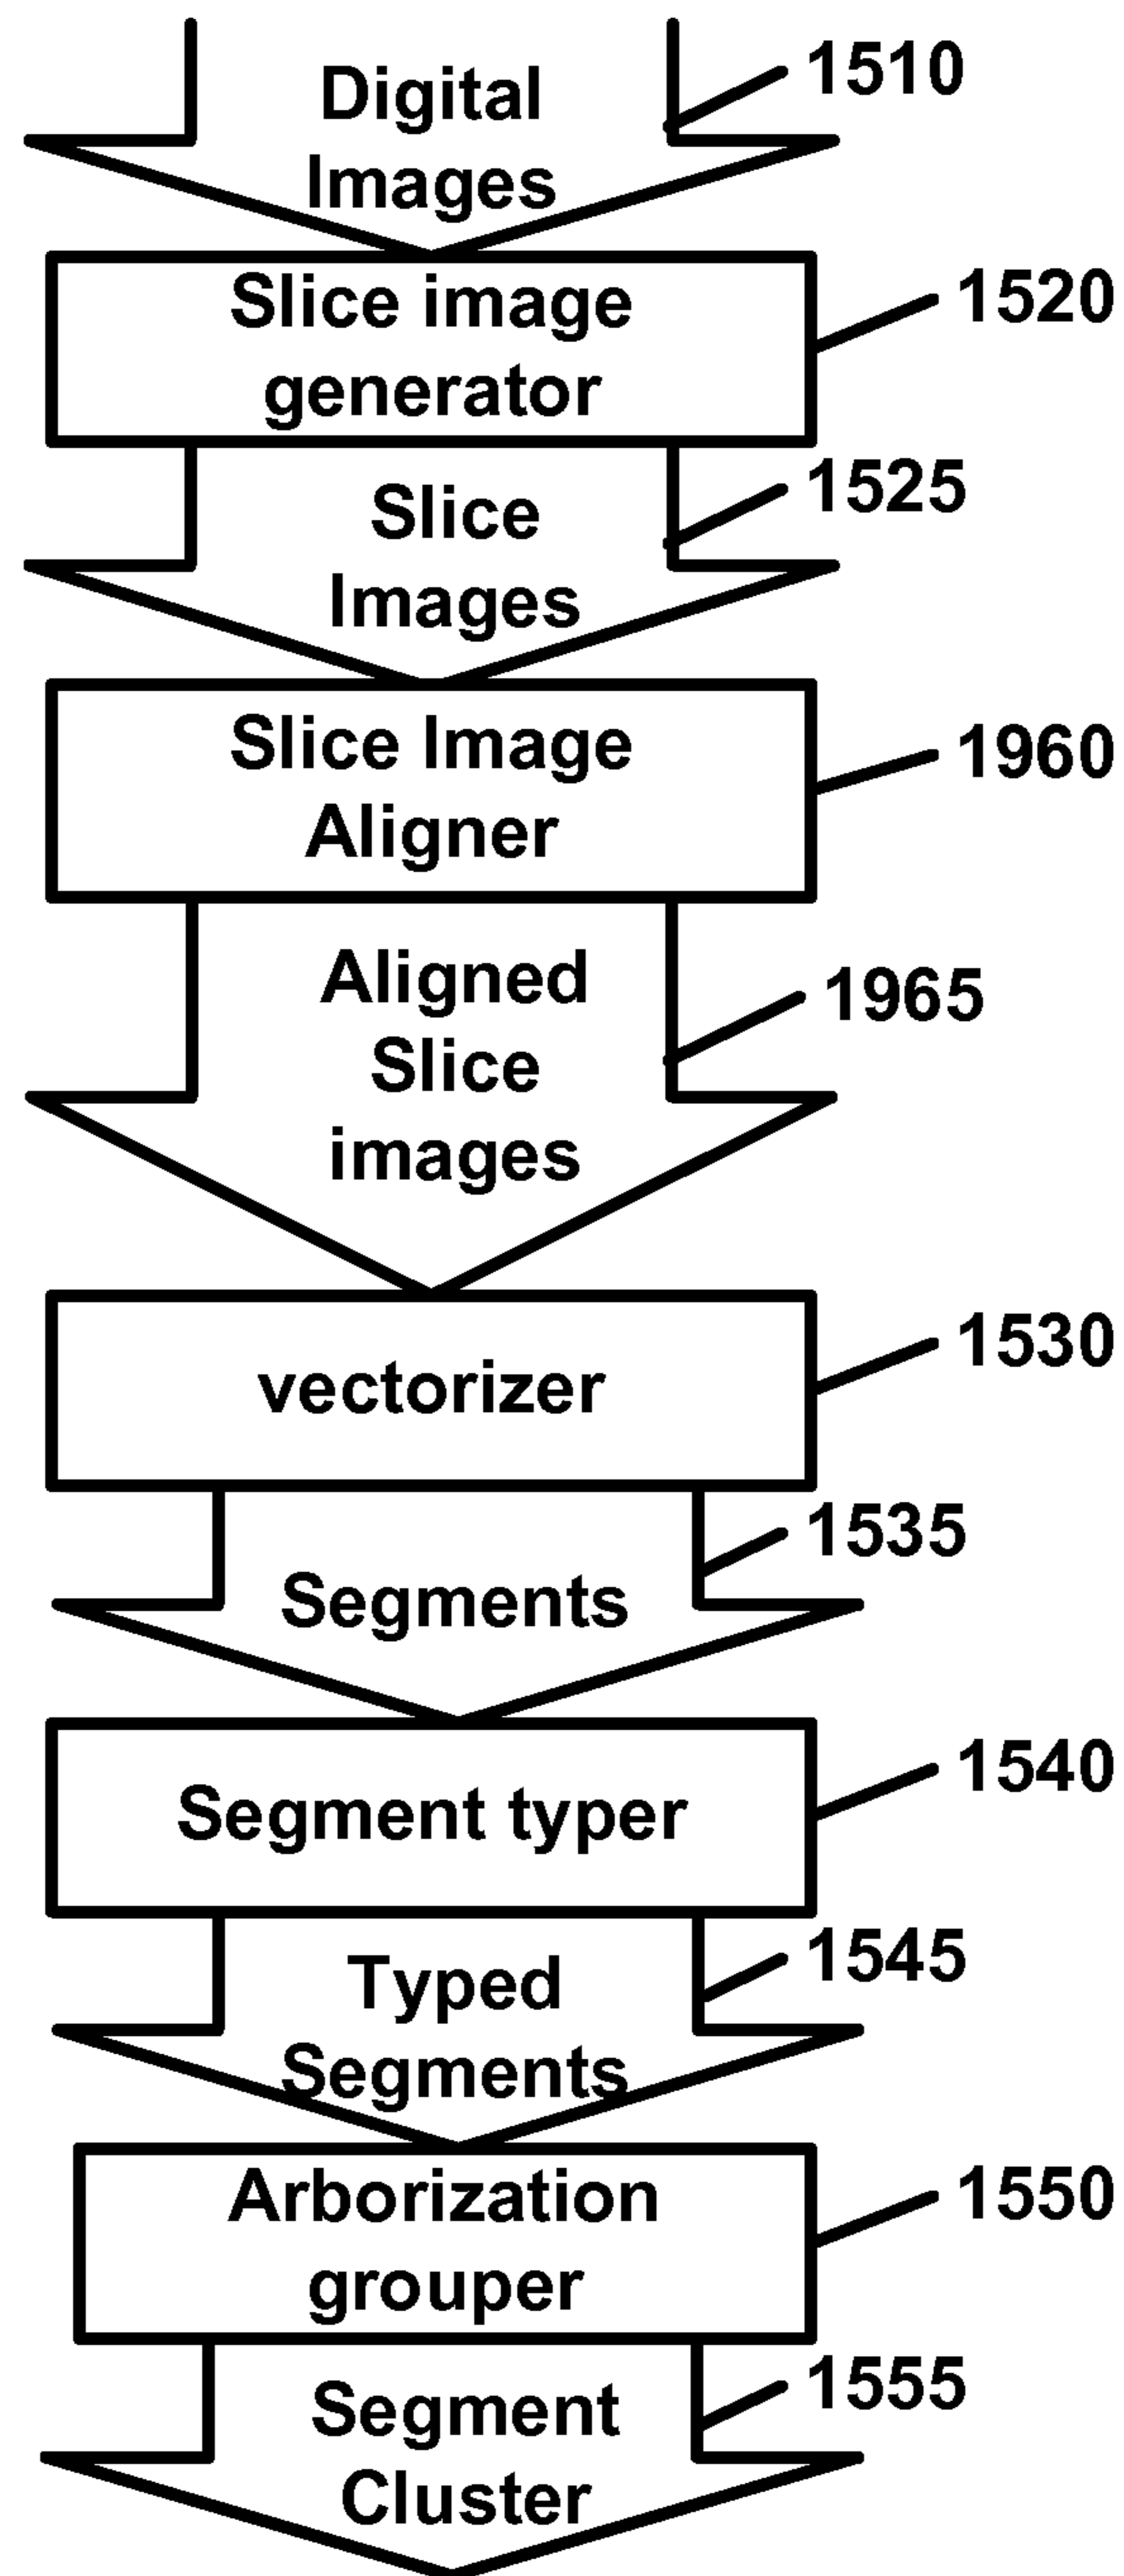 Digital
Images
1510
Slice image
generator
1520
Slice
Images
1525
Slice Image
Aligner
1960
Aligned
Slice
images
1965
vectorizer
1530
Segments
1535
Segment typer
1540
Typed
Segments
1545
Arborization
grouper
1550
Segment
Cluster
1555